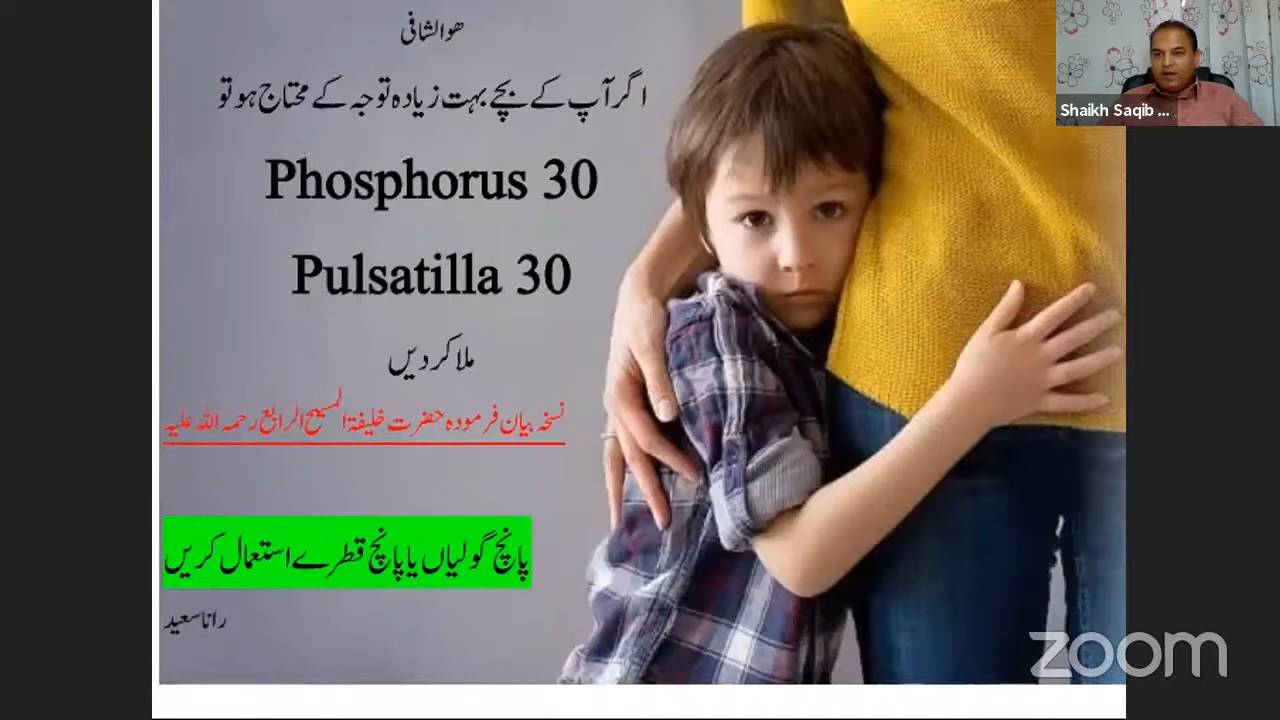 ھوالشافی
اگر آپ کے بچے بہت زیادہ توجہ کے محتاج ہو تو
Phosphorus 30
Pulsatilla 30
ملا کر دیں
نسخہ بیان فرمودہ حضرت خلیفۃ المسیح الرابع رحمہ اللہ علیہ
پانچ گولیاں یا پانچ قطرے استعمال کریں
رانا سعید
Shaikh Saqib ...
zoom